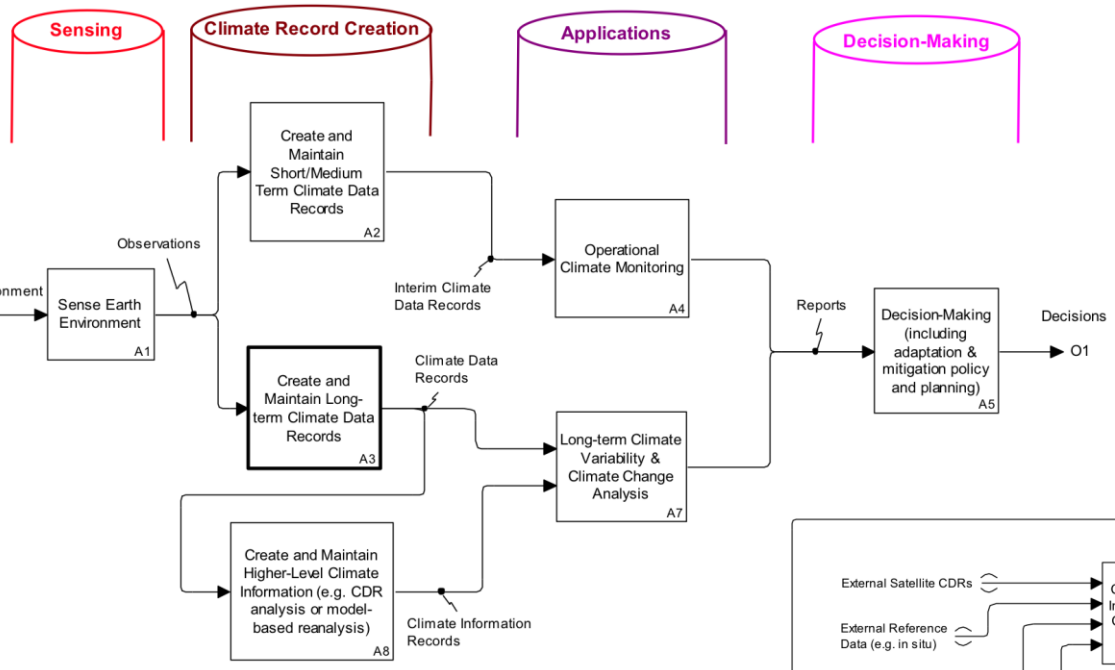 Sensing
Climate Record Creation
Applications
Decision-Making
Create and
Maintain
Short/Medium
Term Climate Data
Records
A2
Observations
Sense Earth
Environment
A1
Interim Climate
Data Records
Operational
Climate Monitoring
A4
Reports
Decision-Making
(including
adaptation &
mitigation policy
and planning)
A5
Decisions
O1
Create and
Maintain Long-
term Climate Data
Records
A3
Climate Data
Records
Long-term Climate
Variability &
Climate Change
Analysis
A7
Create and Maintain
Higher-Level Climate
Information (e.g. CDR
analysis or model-
based reanalysis)
A8
Climate Information
Records
External Satellite CDRs
External Reference
Data (e.g. in situ)